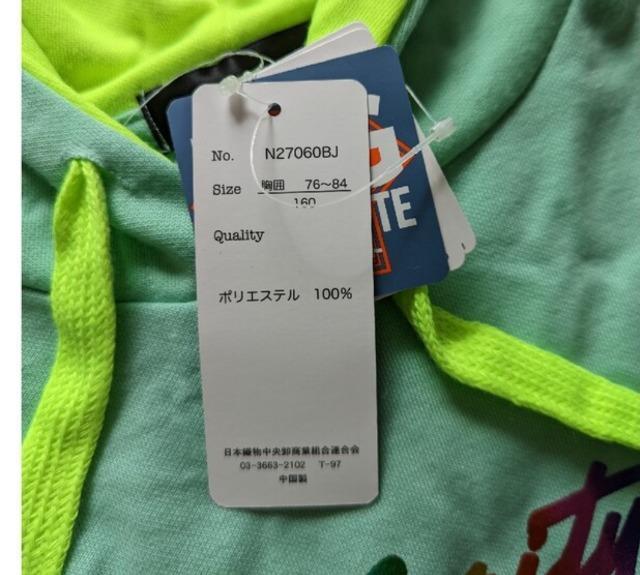 No. N27060BJ
Size 胸囲 76～84
160
Quality
TE
ポリエステル 100%
日本織物中央卸商業組合連合会
03-3663-2102 T-97
中国製